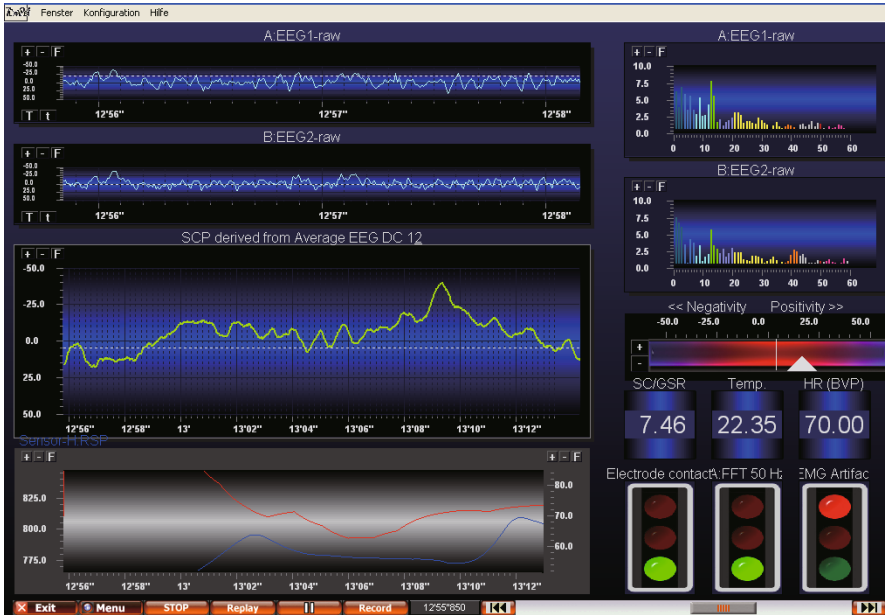 Fenster Konfiguration Hilfe
A:EEG1-raw
+ - F
-50.0
-25.0
0.0
25.0
50.0
T t
12'56" 12'57" 12'58"
B:EEG2-raw
+ - F
-50.0
-25.0
0.0
25.0
50.0
T t
12'56" 12'57" 12'58"
SCP derived from Average EEG DC 12
+ - F
-50.0
-25.0
0.0
25.0
50.0
12'56" 12'58" 13' 13'02" 13'04" 13'06" 13'08" 13'09" 13'10" 13'12"
Sensur-H:RSP
+ - F + - F
825.0
800.0
775.0
80.0
70.0
60.0
12'56" 12'58" 13' 13'02" 13'04" 13'06" 13'08" 13'10" 13'12"
A:EEG1-raw
+ - F
10.0
7.5
5.0
2.5
0.0
0 10 20 30 40 50 60
B:EEG2-raw
+ - F
10.0
7.5
5.0
2.5
0.0
0 10 20 30 40 50 60
<< Negativity Positivity >>
-50.0 -25.0 0.0 25.0 50.0
+
-
SC/GSR Temp. HR (BVP)
7.46 22.35 70.00
Electrode contact A:FFT 50 Hz EMG Artifac
X Exit Menu STOP Replay Record 12'55"850